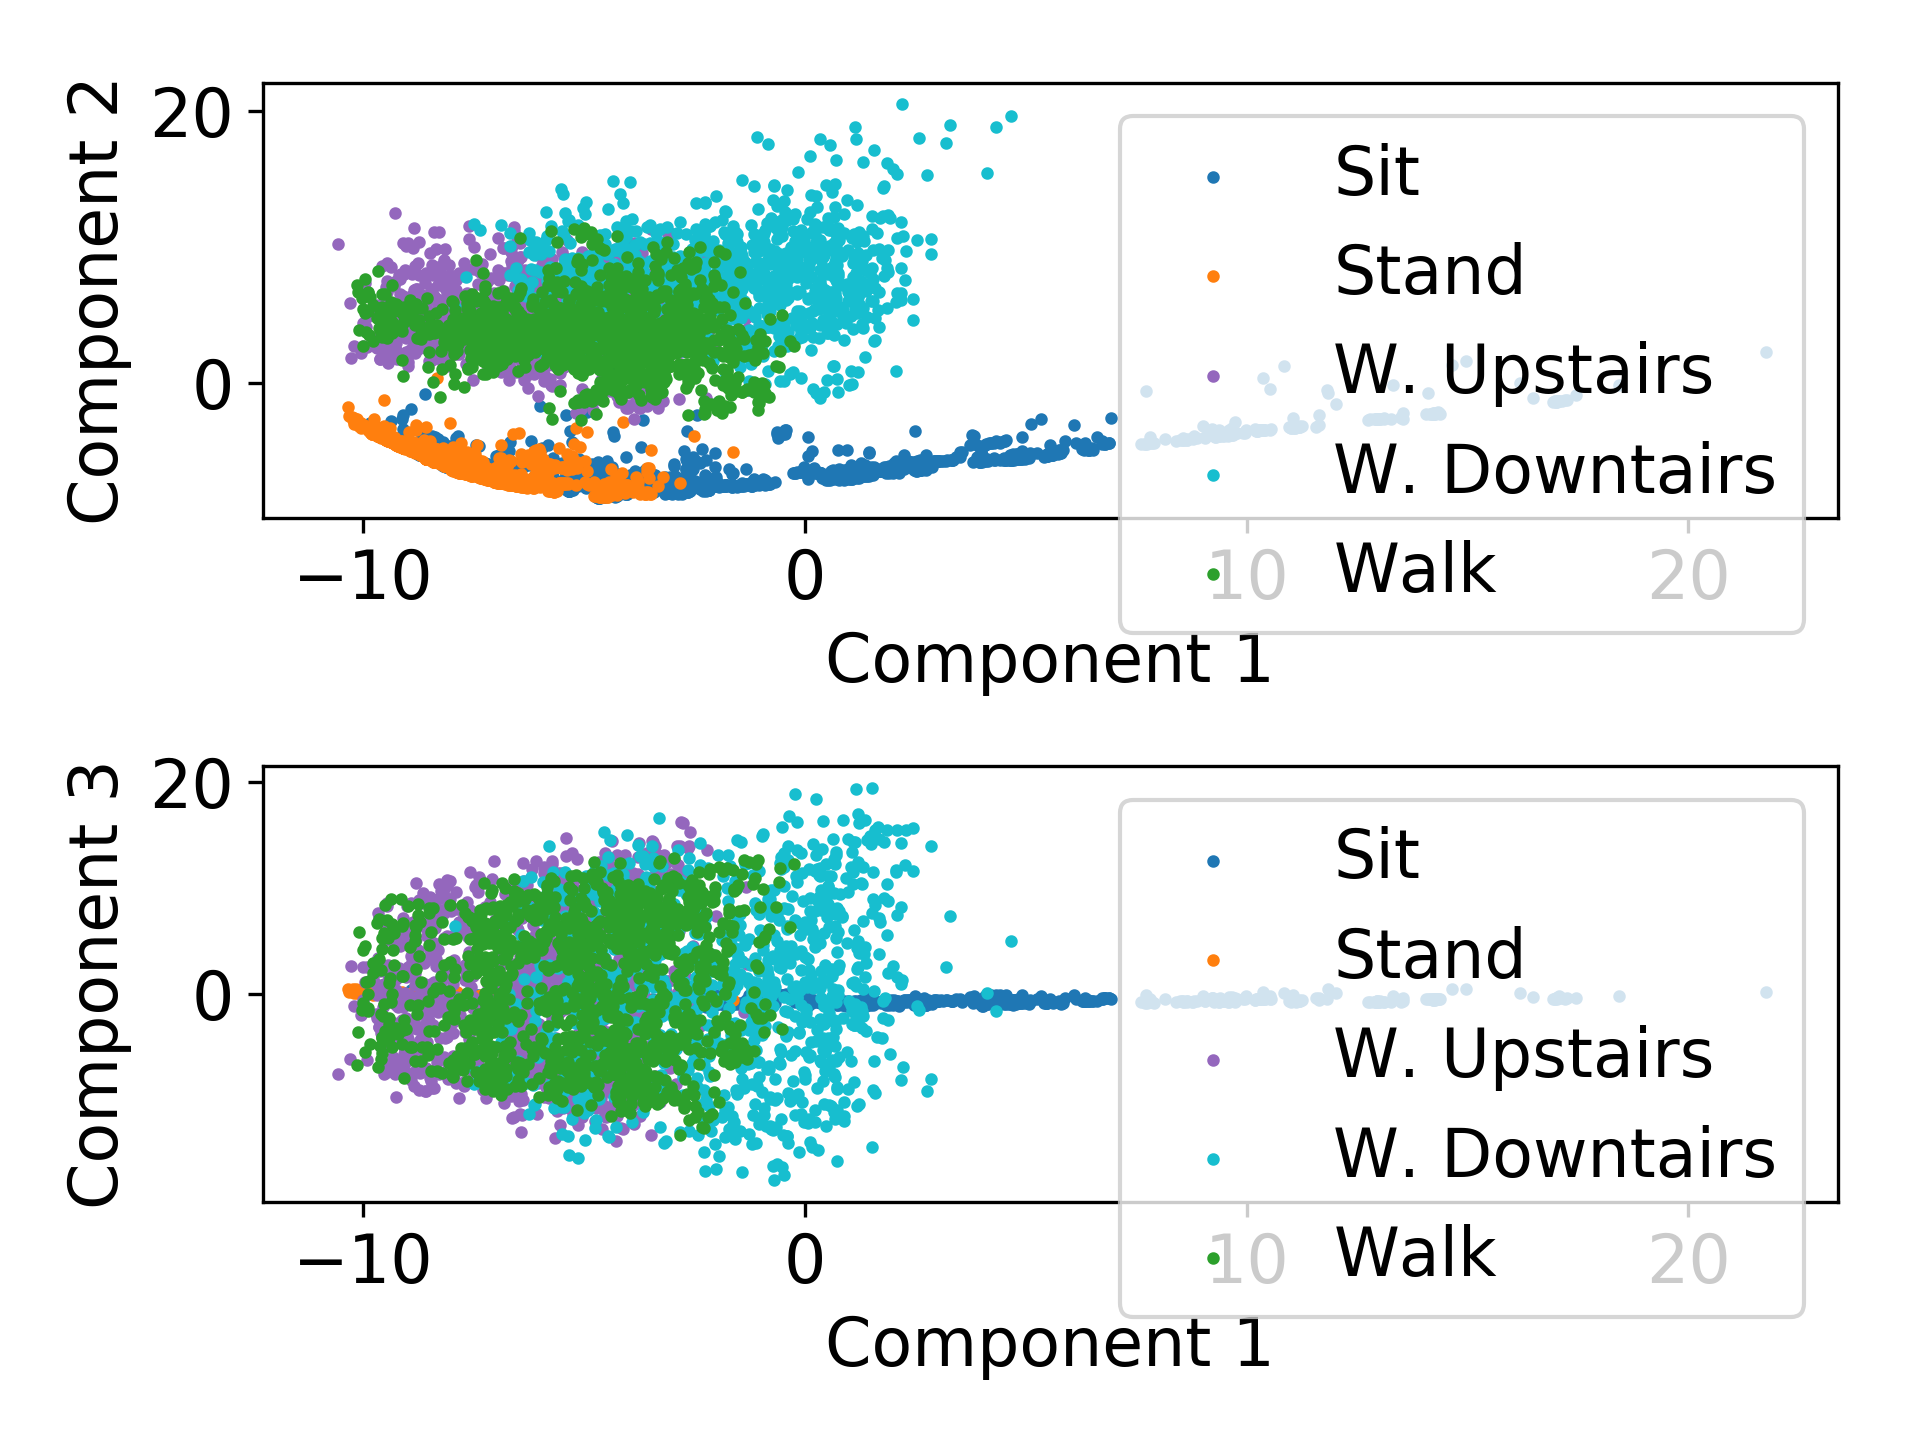 Component 2
20
0
Sit
Stand
W. Upstairs
W. Downtairs
Walk
−10
0
10
20
Component 1
Component 3
20
0
Sit
Stand
W. Upstairs
W. Downtairs
Walk
−10
0
10
20
Component 1